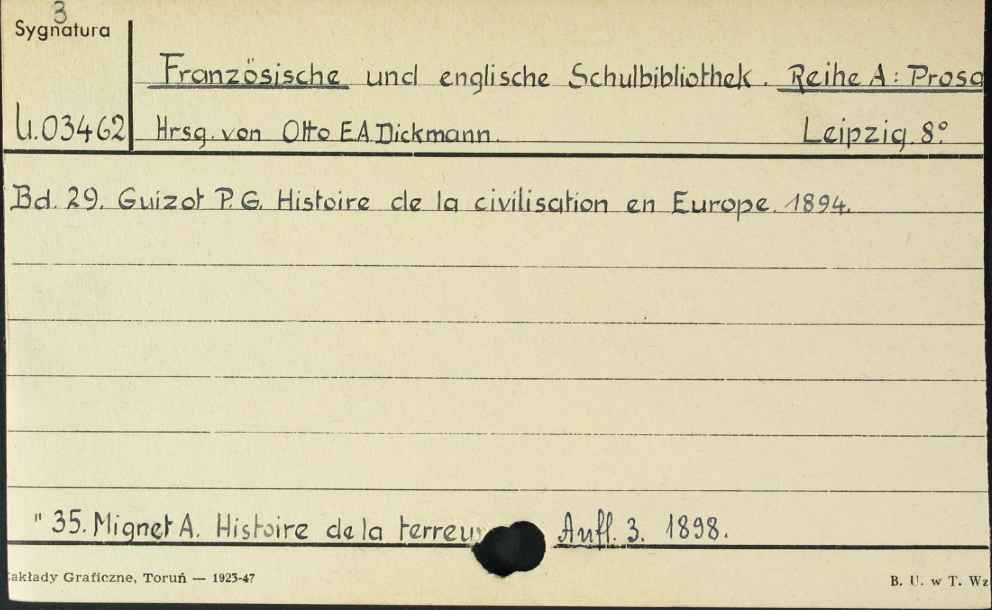 3
Sygnatura
Französische und englische Schulbibliothek. Reihe A: Prosa
U.03462 Hrsg. von Otto E.A. Dickmann. Leipzig. 8°
Bd. 29. Guizot P. G. Histoire de la civilisation en Europe. 1894.
" 35. Mignet A. Histoire de la terreu Aufl. 3. 1898.
akłady Graficzne, Toruń — 1925-47
B. U. w T. Wz